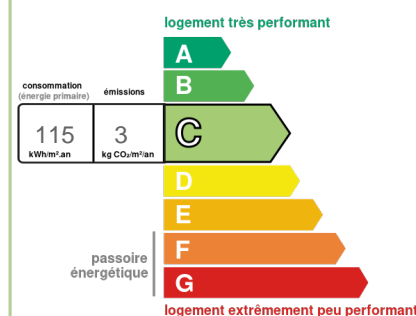 logement très performant
A
B
consommation
(énergie primaire)
émissions
115
3
C
kWh/m².an
kg CO₂/m²/an
D
E
F
passoire
énergétique
G
logement extrêmement peu performant